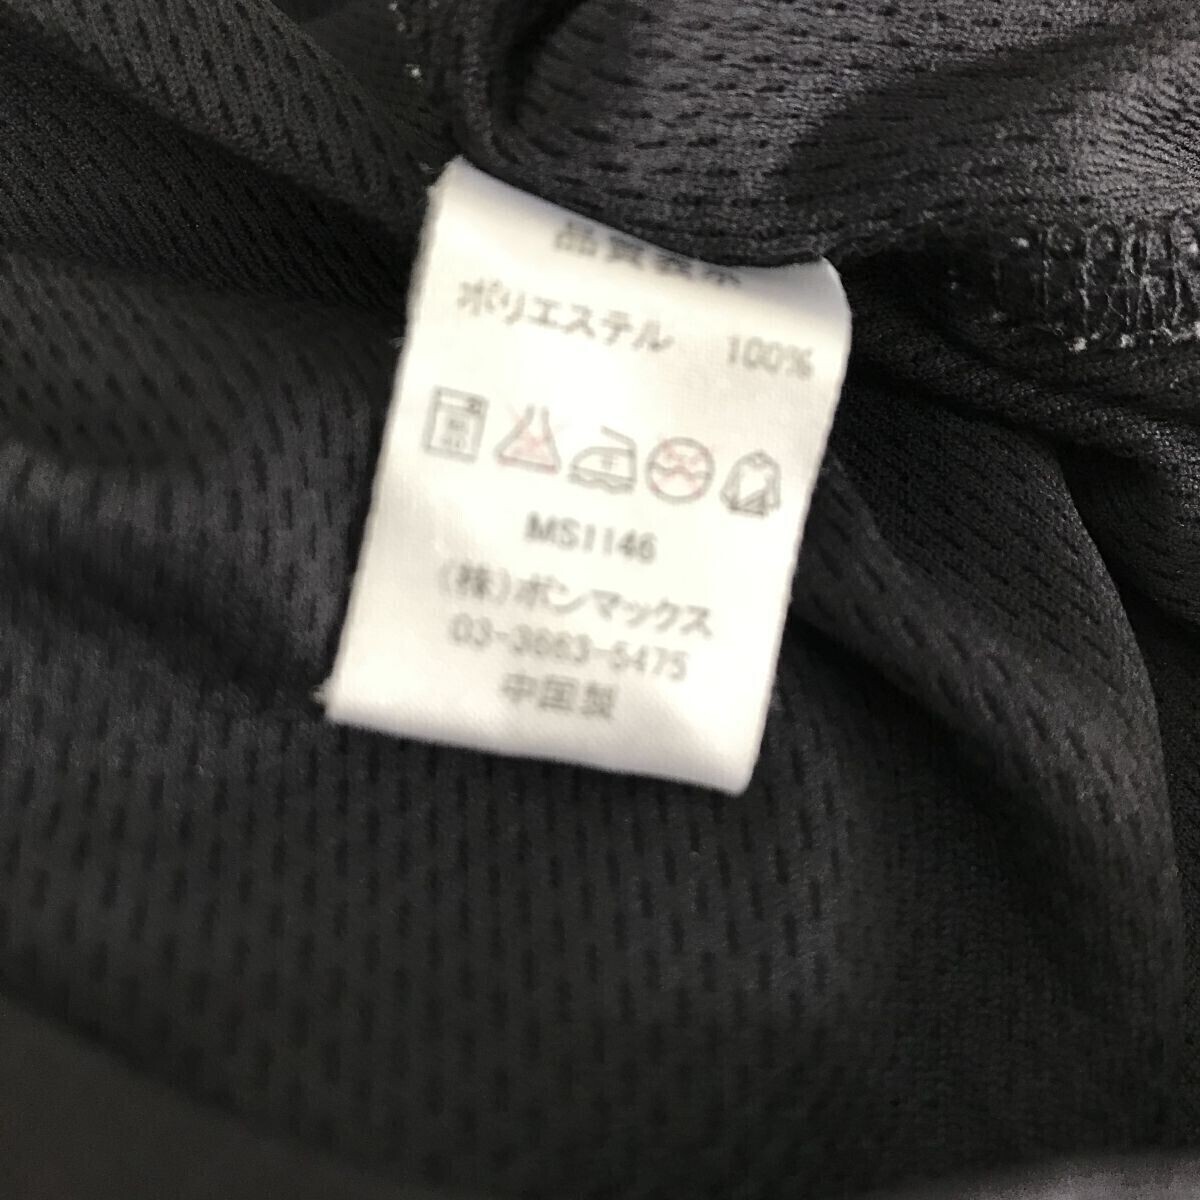 品質表示
ポリエステル 100%
MS1146
(株)ボンマックス
03-3663-5475
中国製